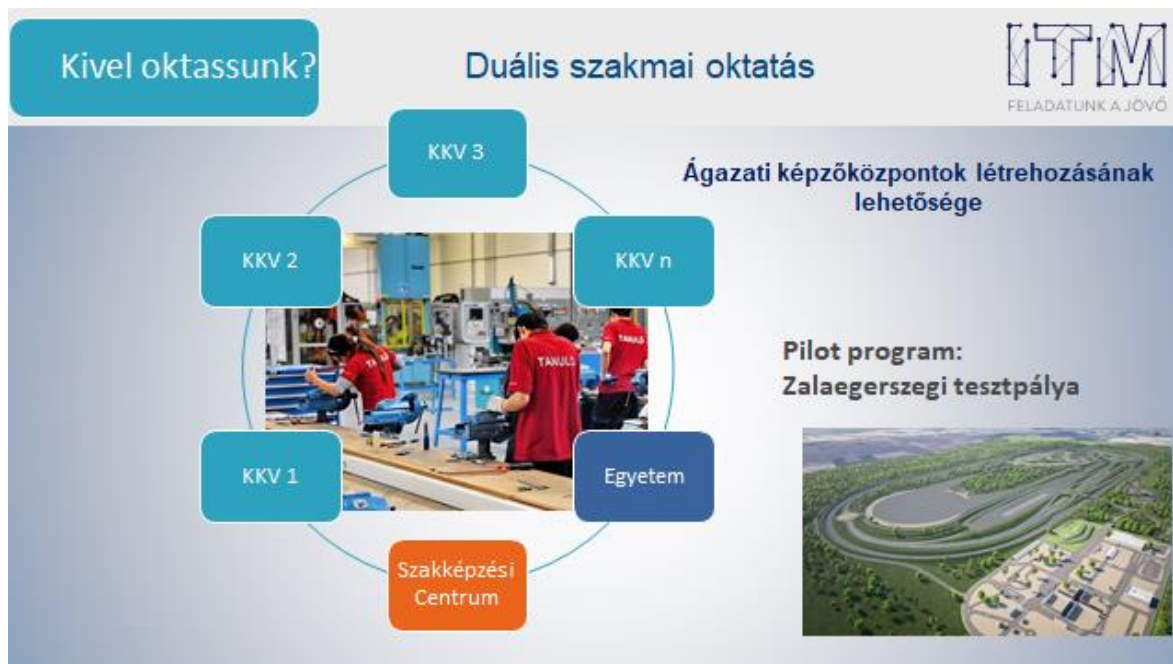 Kivel oktassunk?
Duális szakmai oktatás
ITM
FELADATUNK A JÖVŐ
Ágazati képzőközpontok létrehozásának
lehetősége
KKV 3
KKV 2
KKV n
TANULÓ
TANULÓ
Pilot program:
Zalaegerszegi tesztpálya
KKV 1
Egyetem
Szakképzési
Centrum